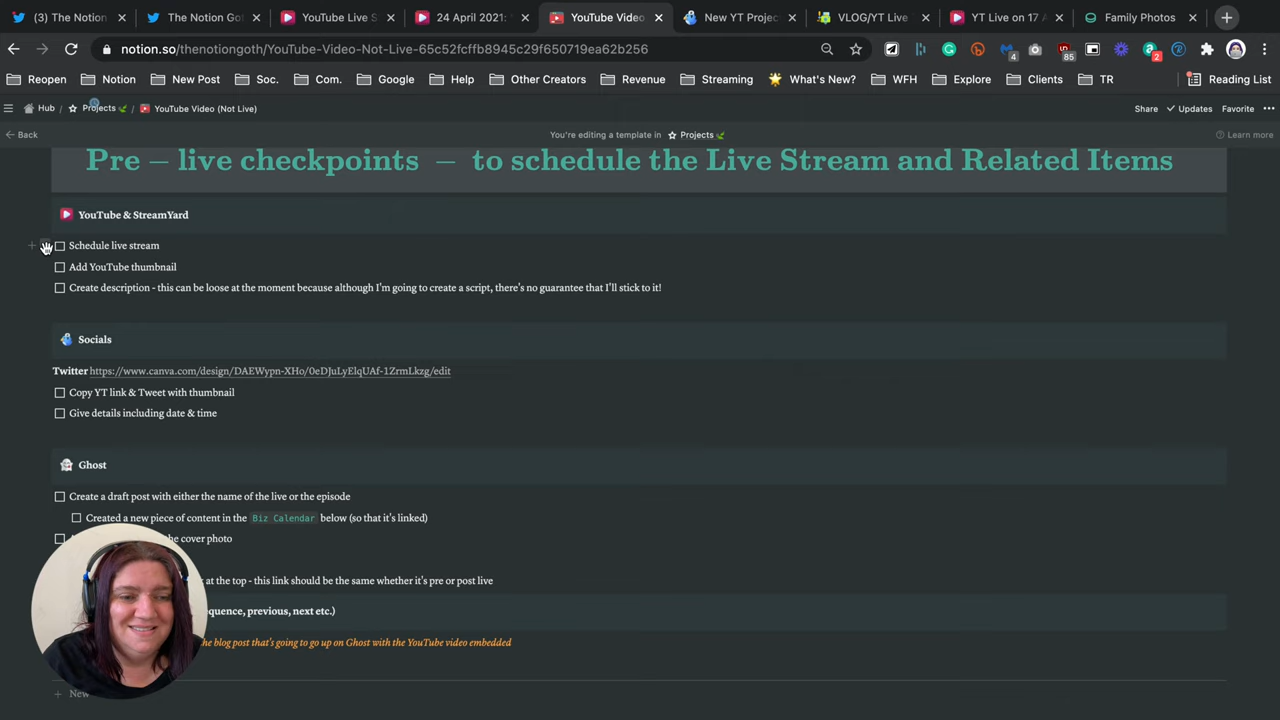 (3) The Notion
The Notion Got
YouTube Live S
24 April 2021:
YouTube Video
New YT Projec
VLOG/YT Live
YT Live on 17 A
Family Photos
notion.so/thenotiongoth/YouTube-Video-Not-Live-65c52fcffb8945c29f650719ea62b256
4
85
2
Reopen
Notion
New Post
Soc.
Com.
Google
Help
Other Creators
Revenue
Streaming
What's New?
WFH
Explore
Clients
TR
Reading List
Hub / Projects / YouTube Video (Not Live)
Share
Updates
Favorite
Back
You're editing a template in Projects
Learn more
Pre – live checkpoints – to schedule the Live Stream and Related Items
YouTube & StreamYard
Schedule live stream
Add YouTube thumbnail
Create description - this can be loose at the moment because although I'm going to create a script, there's no guarantee that I'll stick to it!
Socials
Twitter https://www.canva.com/design/DAEWypn-XHo/0eDJuLyElqUAf-1ZrmLkzg/edit
Copy YT link & Tweet with thumbnail
Give details including date & time
Ghost
Create a draft post with either the name of the live or the episode
Created a new piece of content in the Biz Calendar below (so that it's linked)
the cover photo
at the top - this link should be the same whether it's pre or post live
quence, previous, next etc.)
he blog post that's going to go up on Ghost with the YouTube video embedded
New